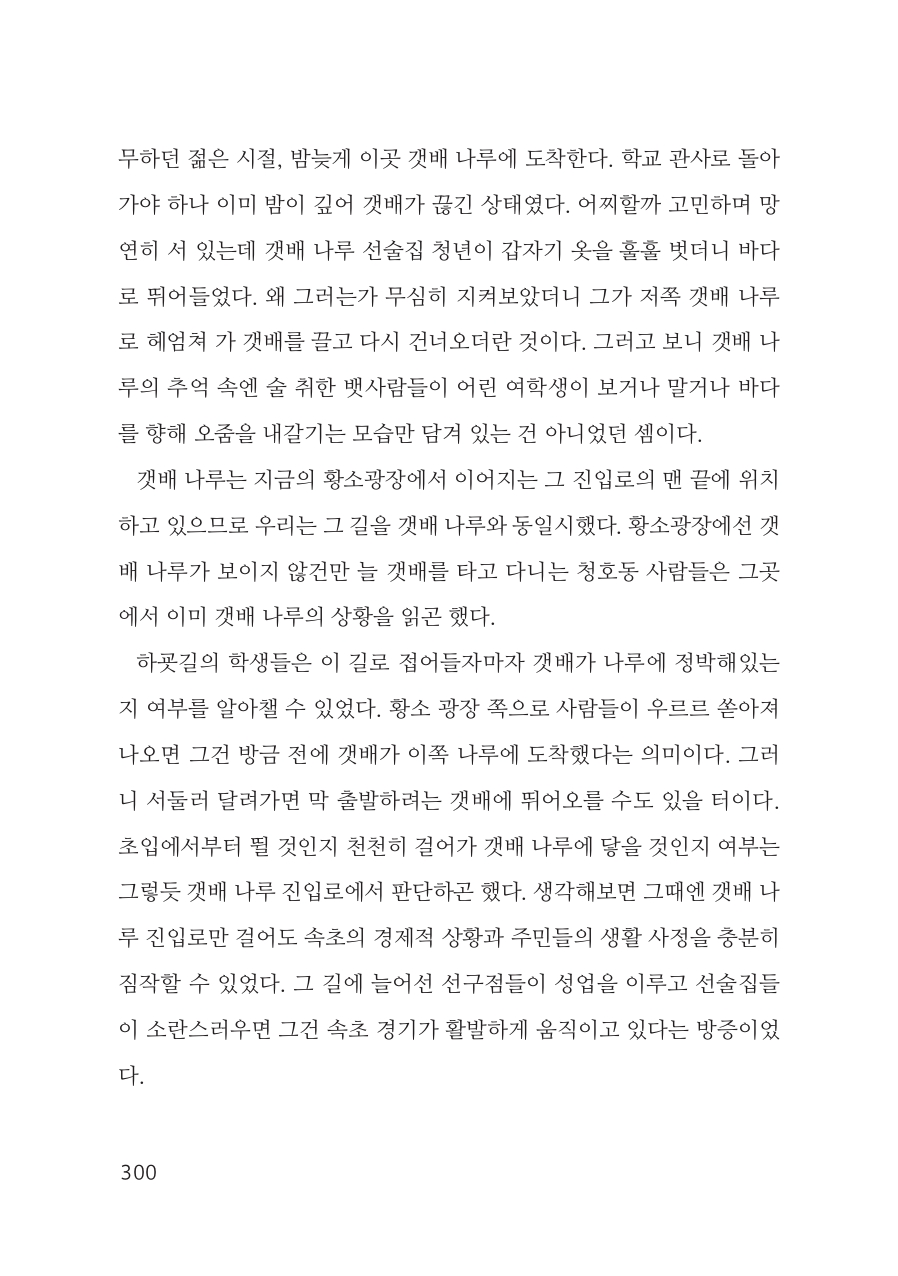 무하던 젊은 시절, 밤늦게 이곳 갯배 나루에 도착한다. 학교 관사로 돌아
가야 하나 이미 밤이 깊어 갯배가 끊긴 상태였다. 어찌할까 고민하며 망
연히 서 있는데 갯배 나루 선술집 청년이 갑자기 옷을 훌훌 벗더니 바다
로 뛰어들었다. 왜 그러는가 무심히 지켜보았더니 그가 저쪽 갯배 나루
로 헤엄쳐 가 갯배를 끌고 다시 건너오더란 것이다. 그러고 보니 갯배 나
루의 추억 속엔 술 취한 뱃사람들이 어린 여학생이 보거나 말거나 바다
를 향해 오줌을 내갈기는 모습만 담겨 있는 건 아니었던 셈이다.
갯배 나루는 지금의 황소광장에서 이어지는 그 진입로의 맨 끝에 위치
하고 있으므로 우리는 그 길을 갯배 나루와 동일시했다. 황소광장에선 갯
배 나루가 보이지 않건만 늘 갯배를 타고 다니는 청호동 사람들은 그곳
에서 이미 갯배 나루의 상황을 읽곤 했다.
하굣길의 학생들은 이 길로 접어들자마자 갯배가 나루에 정박해있는
지 여부를 알아챌 수 있었다. 황소 광장 쪽으로 사람들이 우르르 쏟아져
나오면 그건 방금 전에 갯배가 이쪽 나루에 도착했다는 의미이다. 그러
니 서둘러 달려가면 막 출발하려는 갯배에 뛰어오를 수도 있을 터이다.
초입에서부터 뛸 것인지 천천히 걸어가 갯배 나루에 닿을 것인지 여부는
그렇듯 갯배 나루 진입로에서 판단하곤 했다. 생각해보면 그때엔 갯배 나
루 진입로만 걸어도 속초의 경제적 상황과 주민들의 생활 사정을 충분히
짐작할 수 있었다. 그 길에 늘어선 선구점들이 성업을 이루고 선술집들
이 소란스러우면 그건 속초 경기가 활발하게 움직이고 있다는 방증이었
다.
300